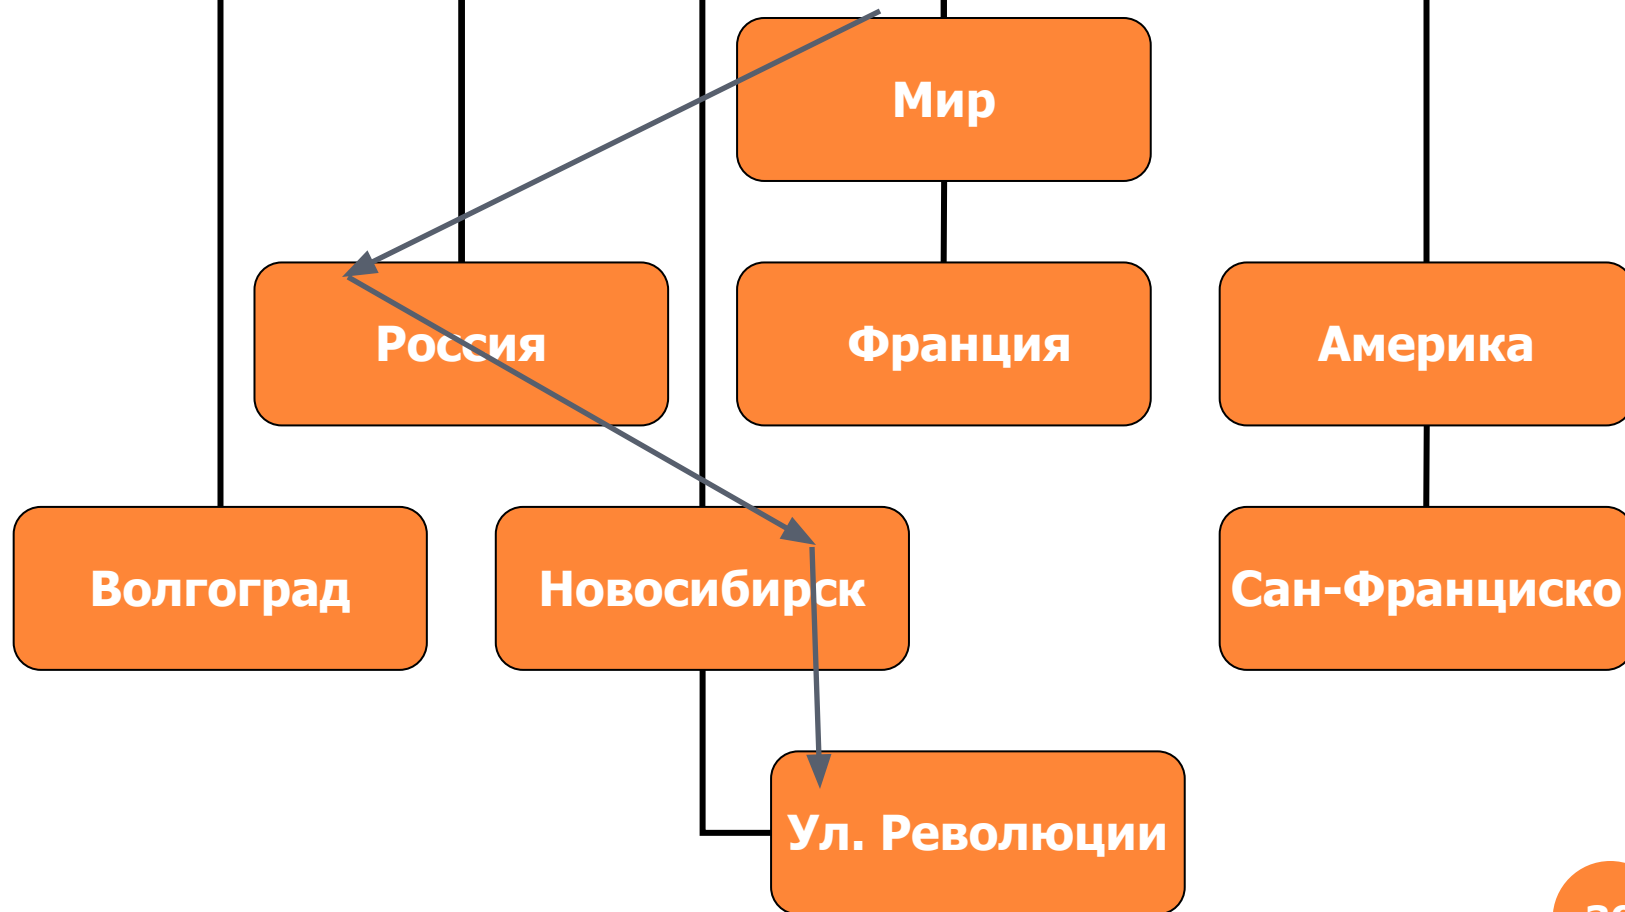 Мир
Россия
Франция
Америка
Волгоград
Новосибирск
Сан-Франциско
Ул. Революции